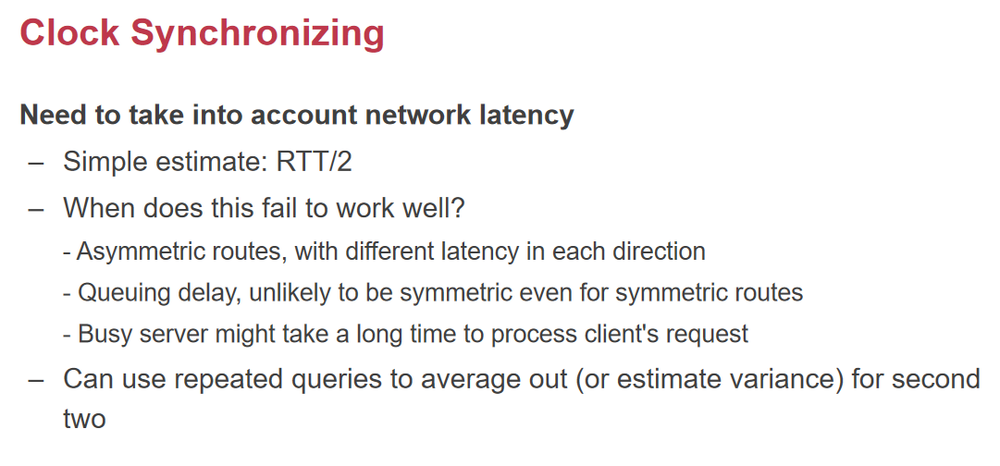 Clock Synchronizing
Need to take into account network latency
– Simple estimate: RTT/2
– When does this fail to work well?
- Asymmetric routes, with different latency in each direction
- Queuing delay, unlikely to be symmetric even for symmetric routes
- Busy server might take a long time to process client's request
– Can use repeated queries to average out (or estimate variance) for second
two